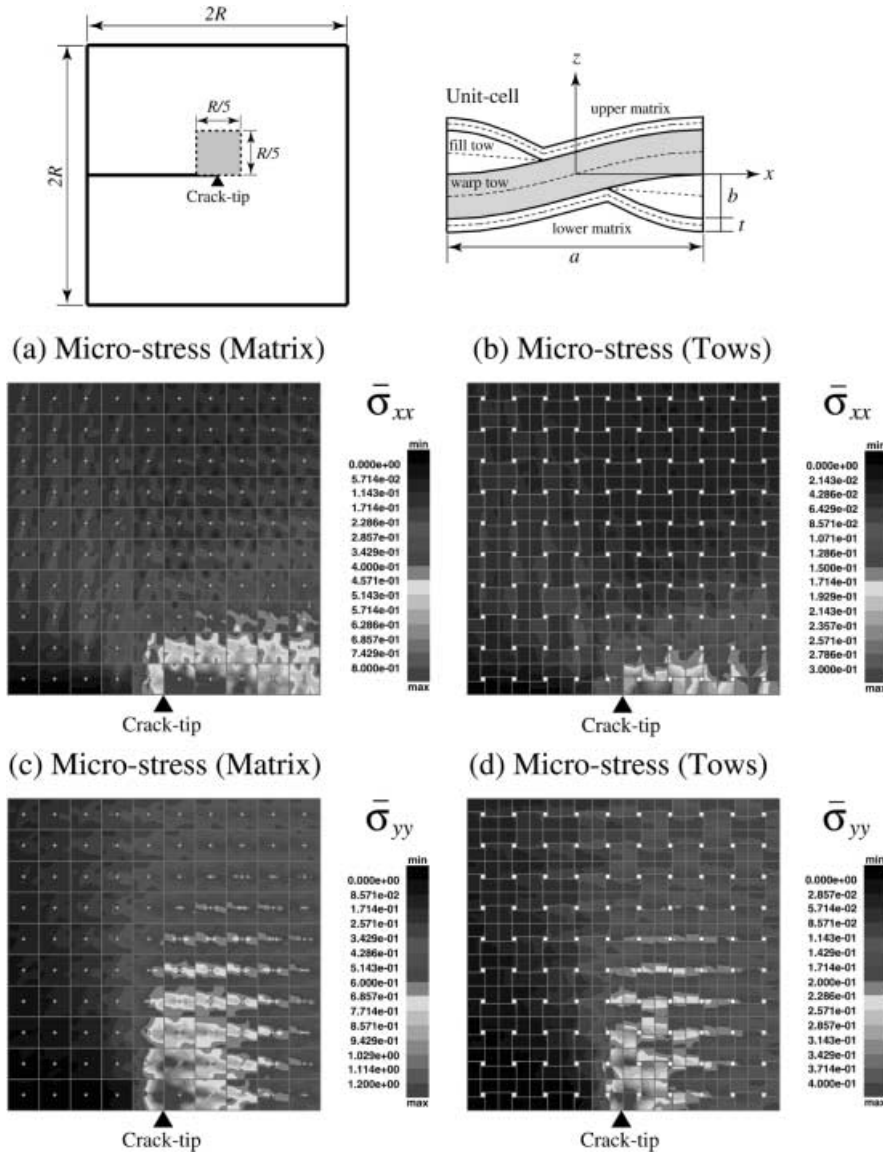 2R
2R
R/5
R/5
Crack-tip
Unit-cell
z
upper matrix
fill tow
warp tow
x
b
t
lower matrix
a
(a) Micro-stress (Matrix)
σ̄xx
min
0.000e+00
5.714e-02
1.143e-01
1.714e-01
2.286e-01
2.857e-01
3.429e-01
4.000e-01
4.571e-01
5.143e-01
5.714e-01
6.286e-01
6.857e-01
7.429e-01
8.000e-01
max
Crack-tip
(b) Micro-stress (Tows)
σ̄xx
min
0.000e+00
2.143e-02
4.286e-02
6.429e-02
8.571e-02
1.071e-01
1.286e-01
1.500e-01
1.714e-01
1.929e-01
2.143e-01
2.357e-01
2.571e-01
2.786e-01
3.000e-01
max
Crack-tip
(c) Micro-stress (Matrix)
σ̄yy
min
0.000e+00
8.571e-02
1.714e-01
2.571e-01
3.429e-01
4.286e-01
5.143e-01
6.000e-01
6.857e-01
7.714e-01
8.571e-01
9.429e-01
1.029e+00
1.114e+00
1.200e+00
max
Crack-tip
(d) Micro-stress (Tows)
σ̄yy
min
0.000e+00
2.857e-02
5.714e-02
8.571e-02
1.143e-01
1.429e-01
1.714e-01
2.000e-01
2.286e-01
2.571e-01
2.857e-01
3.143e-01
3.429e-01
3.714e-01
4.000e-01
max
Crack-tip